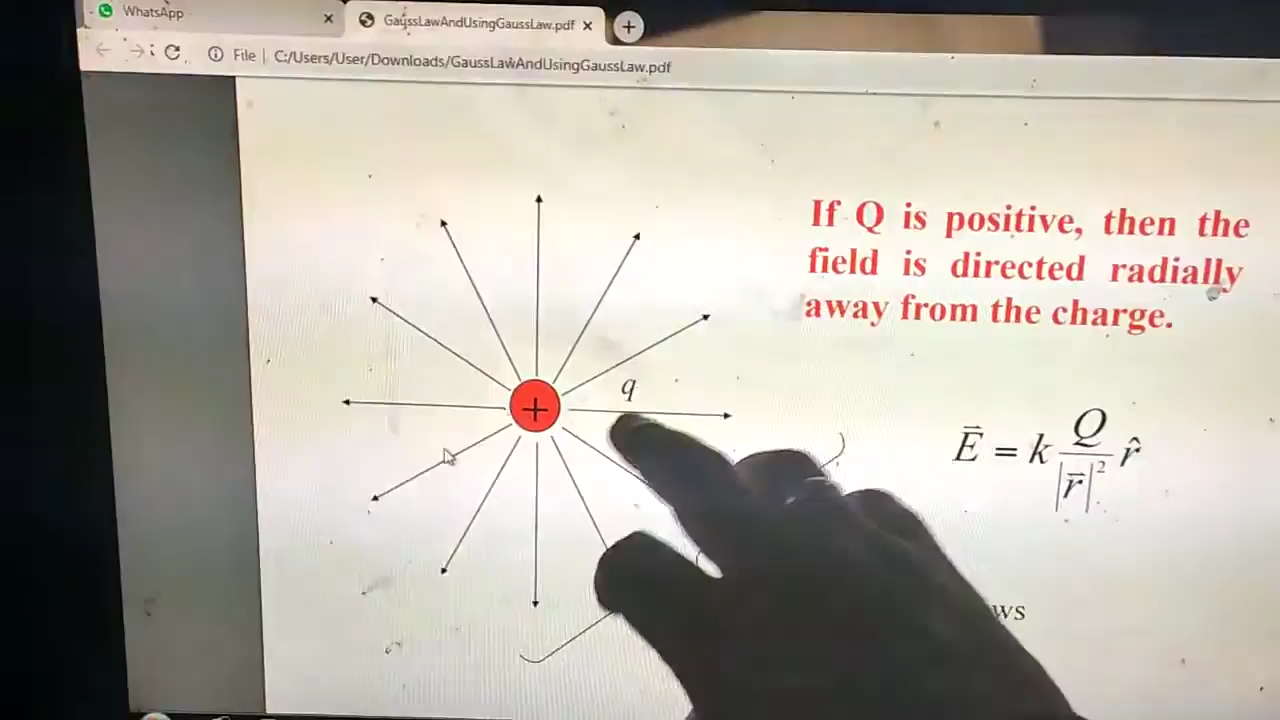 WhatsApp
GaussLawAndUsingGaussLaw.pdf
File | C:/Users/User/Downloads/GaussLawAndUsingGaussLaw.pdf
If Q is positive, then the
field is directed radially
away from the charge.
q
+
E⃗ = k Q/|r⃗|² r̂
ws